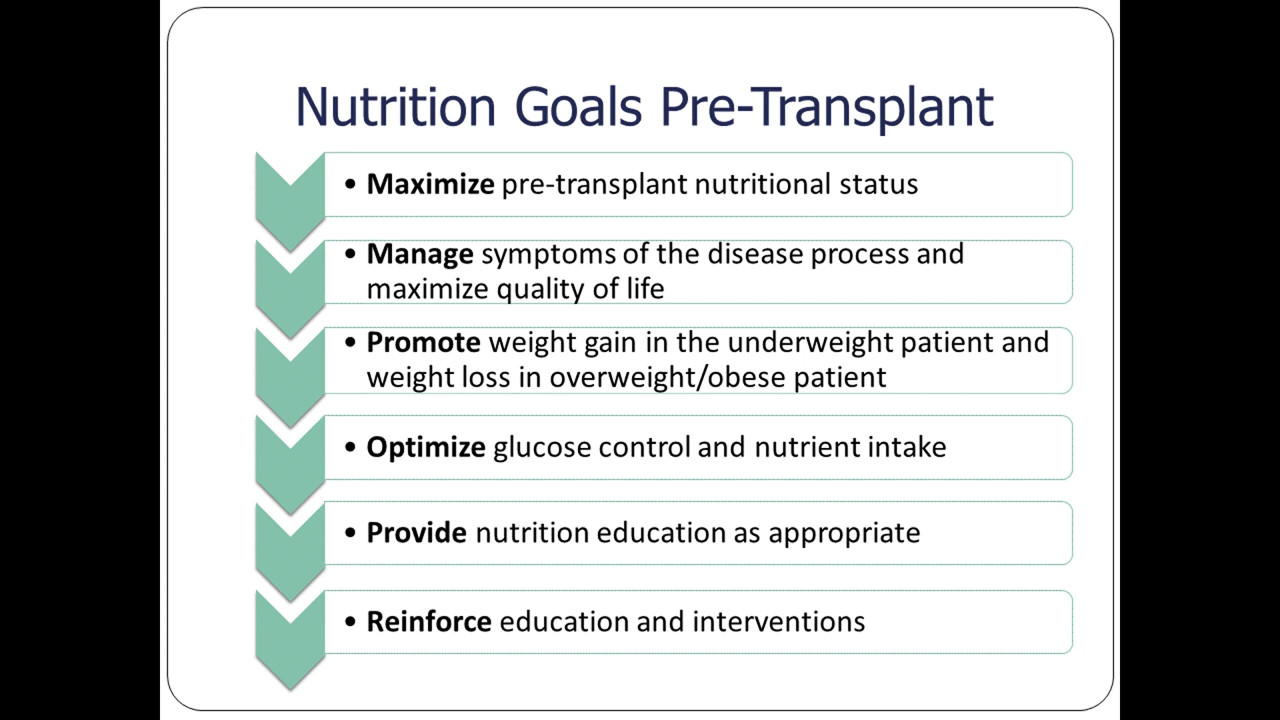 Nutrition Goals Pre-Transplant
• Maximize pre-transplant nutritional status
• Manage symptoms of the disease process and
maximize quality of life
• Promote weight gain in the underweight patient and
weight loss in overweight/obese patient
• Optimize glucose control and nutrient intake
• Provide nutrition education as appropriate
• Reinforce education and interventions